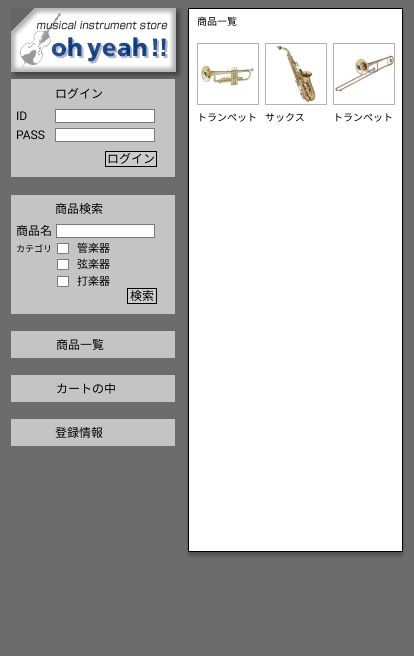 musical instrument store
oh yeah!!
ログイン
ID
PASS
ログイン
商品検索
商品名
カテゴリ
管楽器
弦楽器
打楽器
検索
商品一覧
カートの中
登録情報
商品一覧
トランペット サックス トランペット